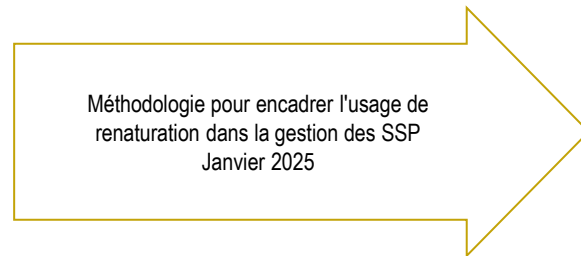 Méthodologie pour encadrer l'usage de
renaturation dans la gestion des SSP
Janvier 2025